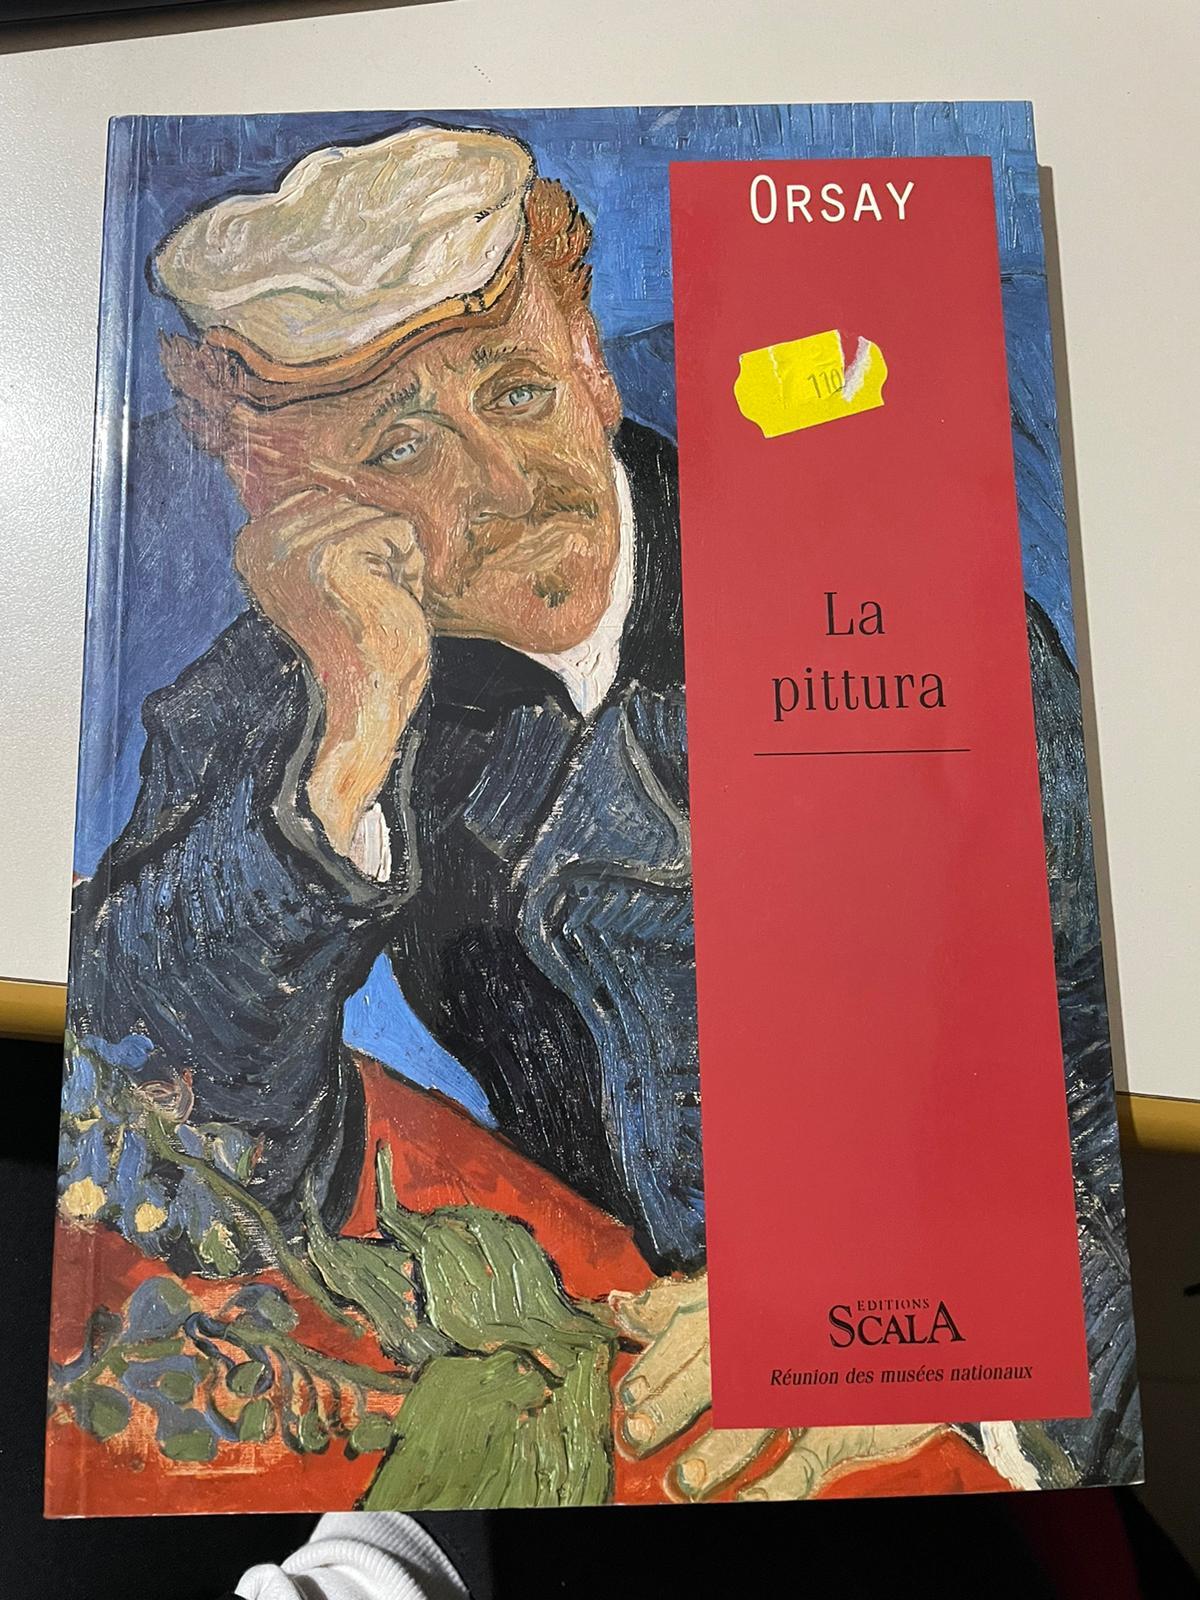 ORSAY
110
La
pittura
EDITIONS
SCALA
Réunion des musées nationaux